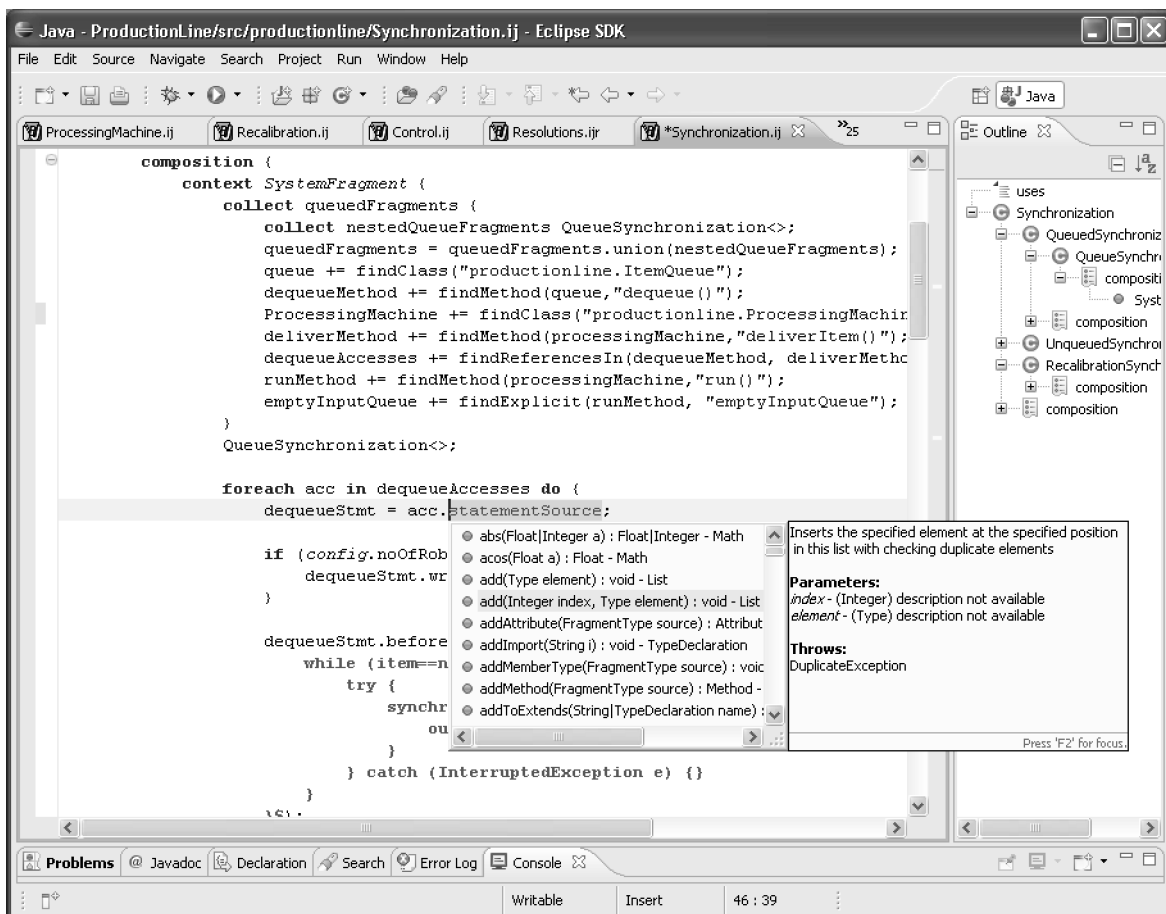 Java - ProductionLine/src/productionline/Synchronization.ij - Eclipse SDK
File Edit Source Navigate Search Project Run Window Help
Java
ProcessingMachine.ij Recalibration.ij Control.ij Resolutions.ijr *Synchronization.ij »25
composition {
context SystemFragment {
collect queuedFragments {
collect nestedQueueFragments QueueSynchronization<>;
queuedFragments = queuedFragments.union(nestedQueueFragments);
queue += findClass("productionline.ItemQueue");
dequeueMethod += findMethod(queue,"dequeue()");
ProcessingMachine += findClass("productionline.ProcessingMachin
deliverMethod += findMethod(processingMachine,"deliverItem()");
dequeueAccesses += findReferencesIn(dequeueMethod, deliverMetho
runMethod += findMethod(processingMachine,"run()");
emptyInputQueue += findExplicit(runMethod, "emptyInputQueue");
}
QueueSynchronization<>;
foreach acc in dequeueAccesses do {
dequeueStmt = acc.statementSource;
if (config.noOfRob
dequeueStmt.wr
}
dequeueStmt.before
while (item==n
try {
synchr
ou
}
} catch (InterruptedException e) {}
}
}$);
abs(Float|Integer a) : Float|Integer - Math
acos(Float a) : Float - Math
add(Type element) : void - List
add(Integer index, Type element) : void - List
addAttribute(FragmentType source) : Attribut
addImport(String i) : void - TypeDeclaration
addMemberType(FragmentType source) : voic
addMethod(FragmentType source) : Method -
addToExtends(String|TypeDeclaration name) :
Inserts the specified element at the specified position
in this list with checking duplicate elements
Parameters:
index - (Integer) description not available
element - (Type) description not available
Throws:
DuplicateException
Press 'F2' for focus.
Outline
uses
Synchronization
QueuedSynchroniz
QueueSynchr
compositi
Syst
composition
UnqueuedSynchro
RecalibrationSynch
composition
composition
Problems @ Javadoc Declaration Search Error Log Console
Writable Insert 46 : 39